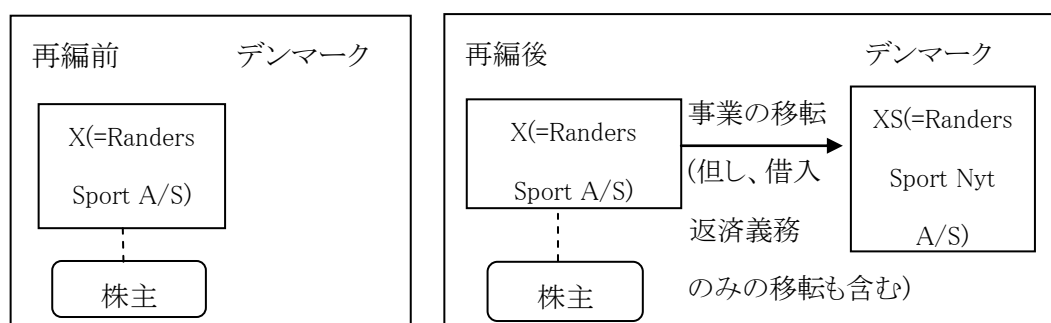 再編前 デンマーク
X(=Randers
Sport A/S)
株主
再編後 デンマーク
X(=Randers
Sport A/S)
株主
事業の移転
(但し、借入
返済義務
のみの移転も含む)
XS(=Randers
Sport Nyt
A/S)